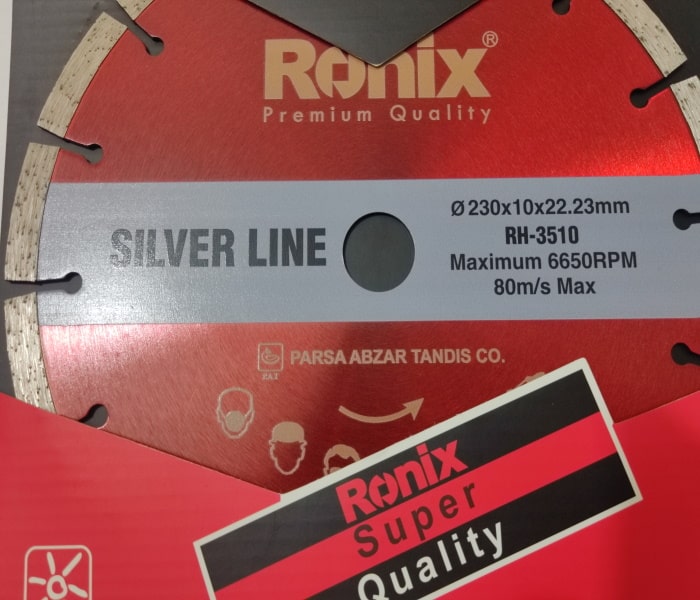 Ronix®
Premium Quality
SILVER LINE
Ø 230x10x22.23mm
RH-3510
Maximum 6650RPM
80m/s Max
PARSA ABZAR TANDIS CO.
Ronix
Super
Quality